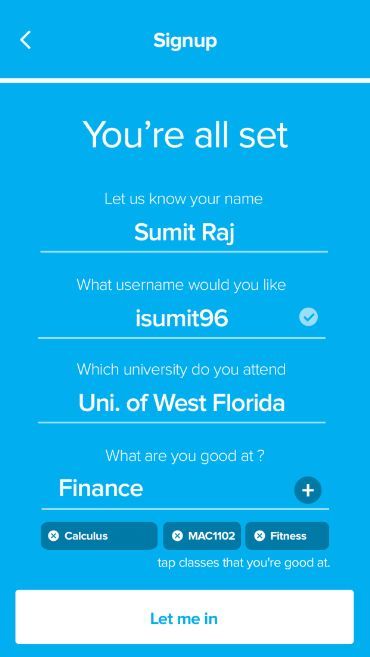 Signup
You're all set
Let us know your name
Sumit Raj
What username would you like
isumit96
Which university do you attend
Uni. of West Florida
What are you good at ?
Finance
Calculus MAC1102 Fitness
tap classes that you're good at.
Let me in